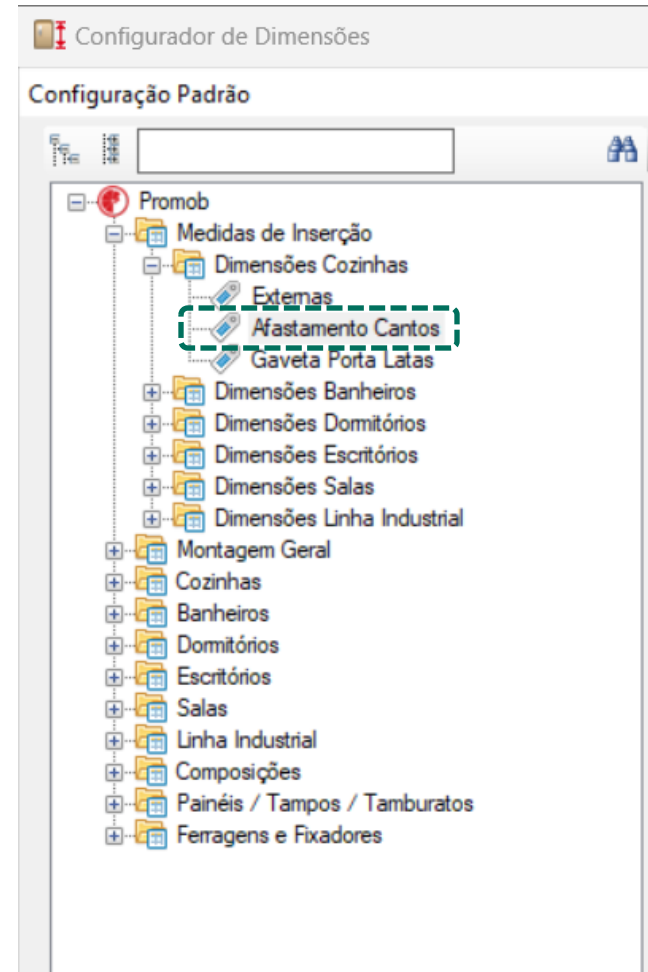 Configurador de Dimensões
Configuração Padrão
Promob
Medidas de Inserção
Dimensões Cozinhas
Externas
Afastamento Cantos
Gaveta Porta Latas
Dimensões Banheiros
Dimensões Dormitórios
Dimensões Escritórios
Dimensões Salas
Dimensões Linha Industrial
Montagem Geral
Cozinhas
Banheiros
Dormitórios
Escritórios
Salas
Linha Industrial
Composições
Painéis / Tampos / Tamburatos
Ferragens e Fixadores